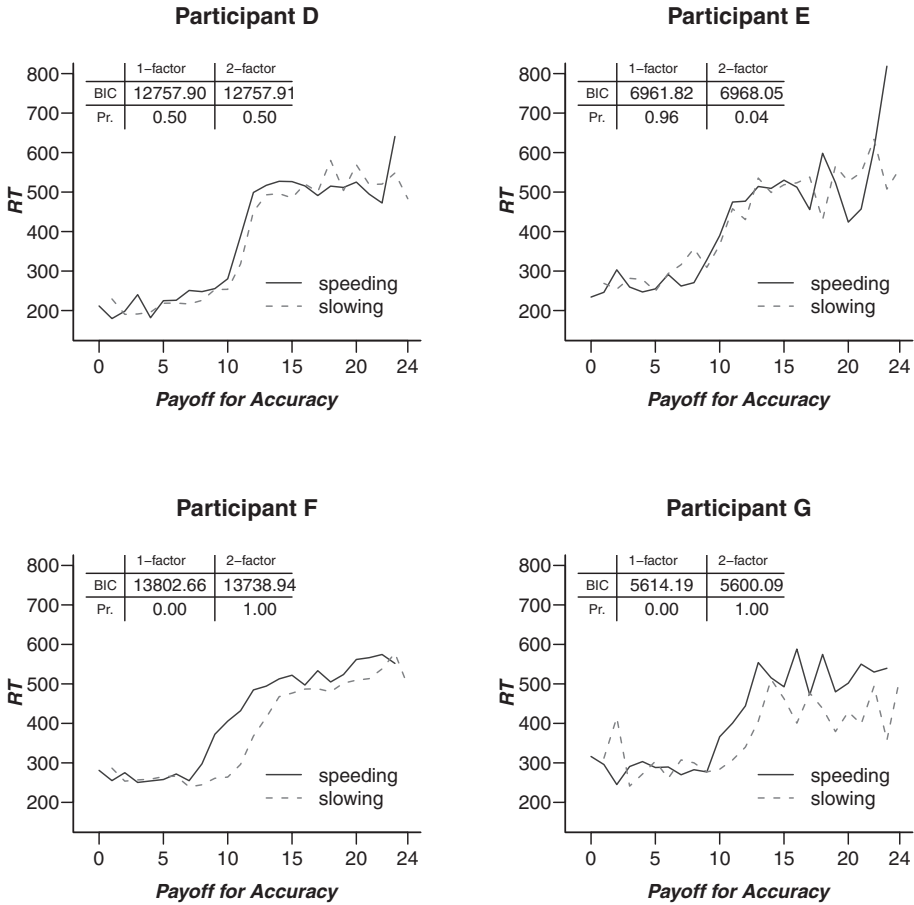 Participant D
1−factor 2−factor
BIC 12757.90 12757.91
Pr. 0.50 0.50
800
700
600
500
400
300
200
RT
speeding
slowing
0 5 10 15 20 24
Payoff for Accuracy
Participant E
1−factor 2−factor
BIC 6961.82 6968.05
Pr. 0.96 0.04
800
700
600
500
400
300
200
RT
speeding
slowing
0 5 10 15 20 24
Payoff for Accuracy
Participant F
1−factor 2−factor
BIC 13802.66 13738.94
Pr. 0.00 1.00
800
700
600
500
400
300
200
RT
speeding
slowing
0 5 10 15 20 24
Payoff for Accuracy
Participant G
1−factor 2−factor
BIC 5614.19 5600.09
Pr. 0.00 1.00
800
700
600
500
400
300
200
RT
speeding
slowing
0 5 10 15 20 24
Payoff for Accuracy